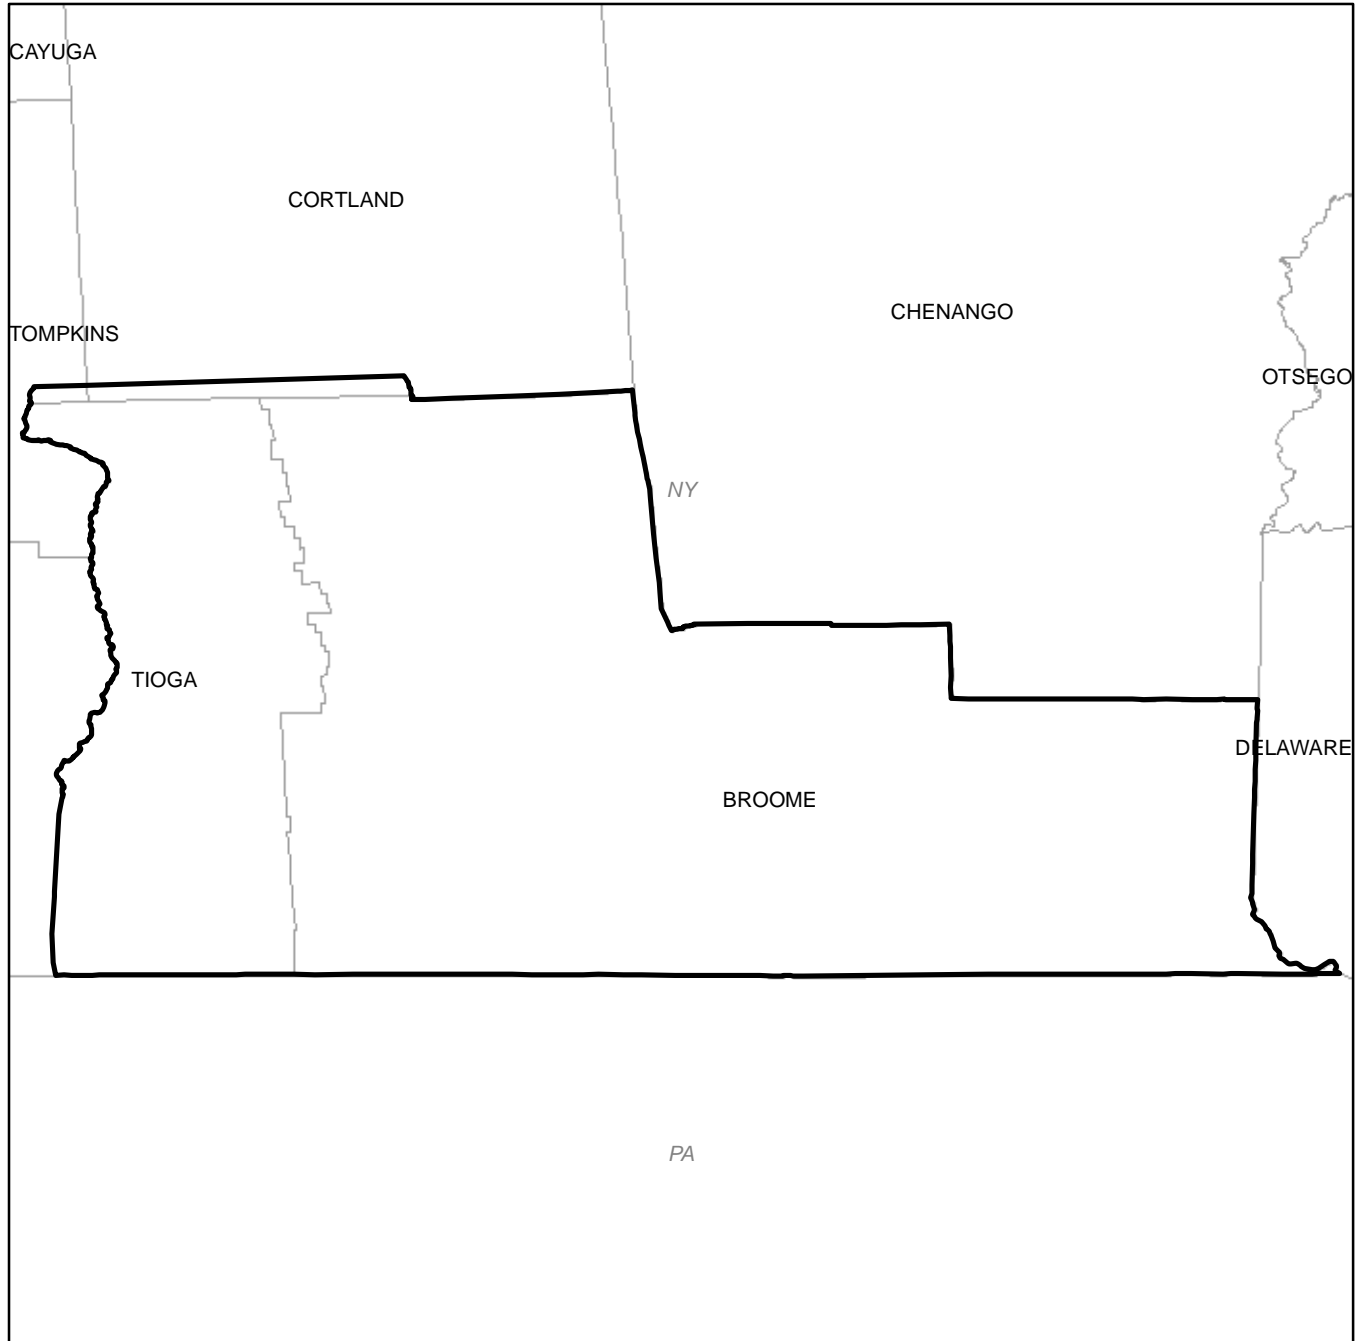 CAYUGA
CORTLAND
CHENANGO
TOMPKINS
OTSEGO
NY
TIOGA
DELAWARE
BROOME
PA